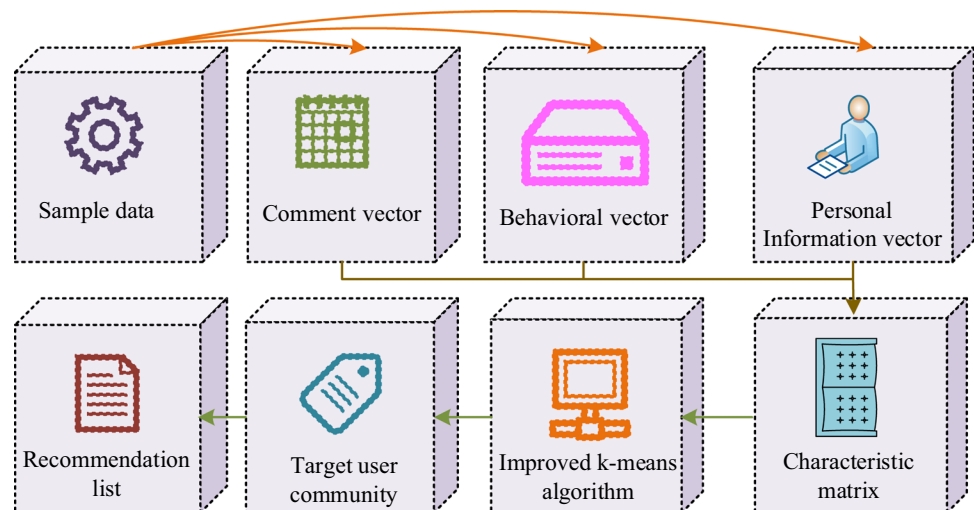 Sample data
Comment vector
Behavioral vector
Personal
Information vector
Recommendation
list
Target user
community
Improved k-means
algorithm
Characteristic
matrix